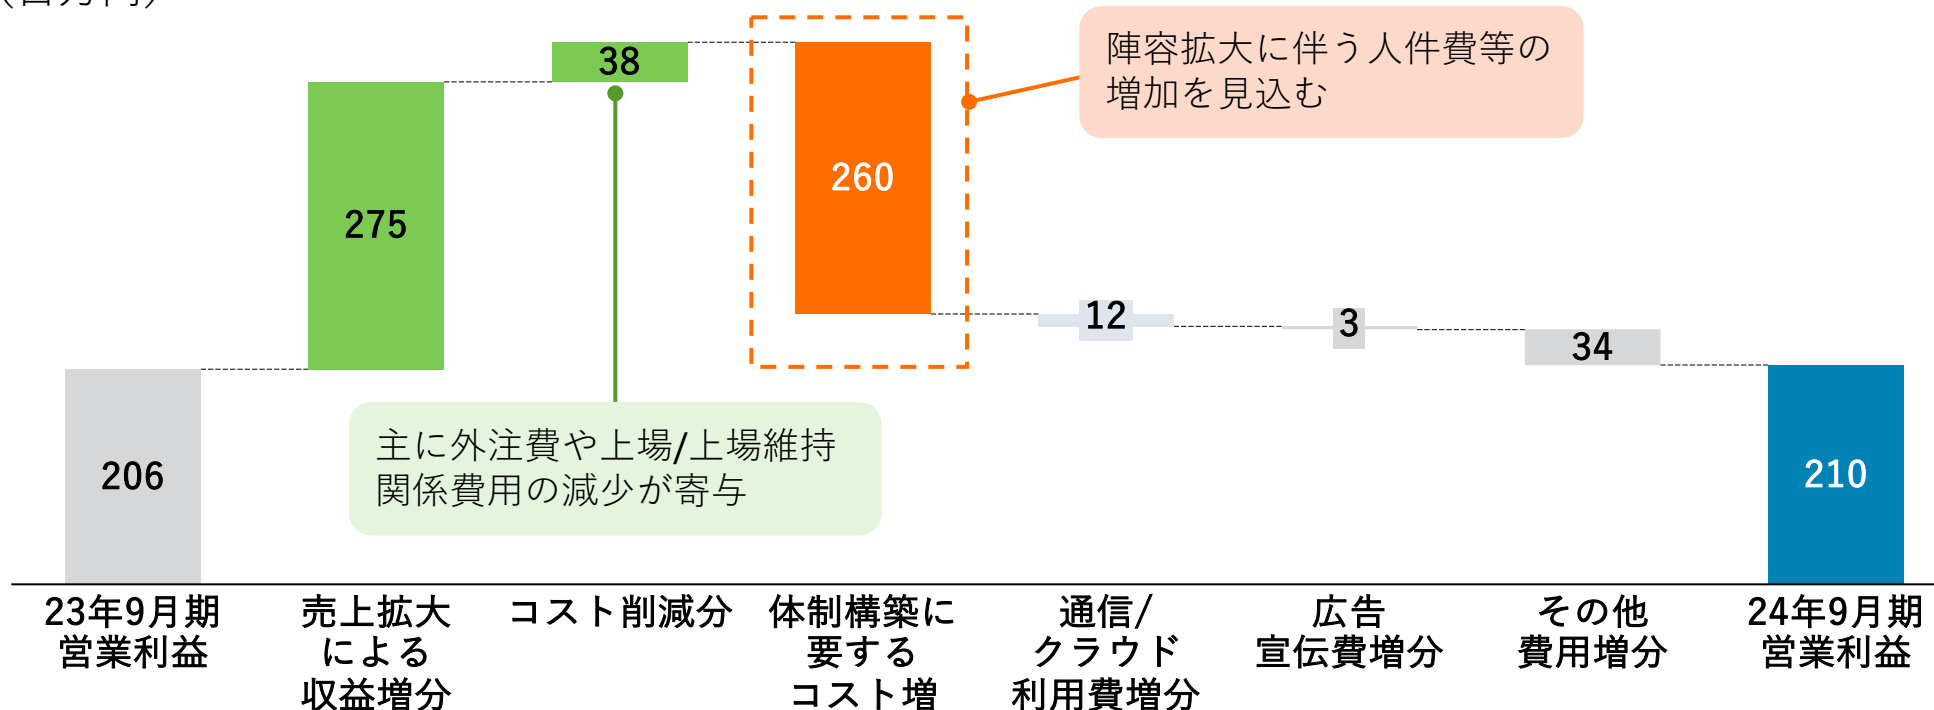 38
陣容拡大に伴う人件費等の
増加を見込む
260
275
12
3
34
主に外注費や上場/上場維持
関係費用の減少が寄与
206
210
23年9月期
営業利益
売上拡大
による
収益増分
コスト削減分
体制構築に
要する
コスト増
通信/
クラウド
利用費増分
広告
宣伝費増分
その他
費用増分
24年9月期
営業利益